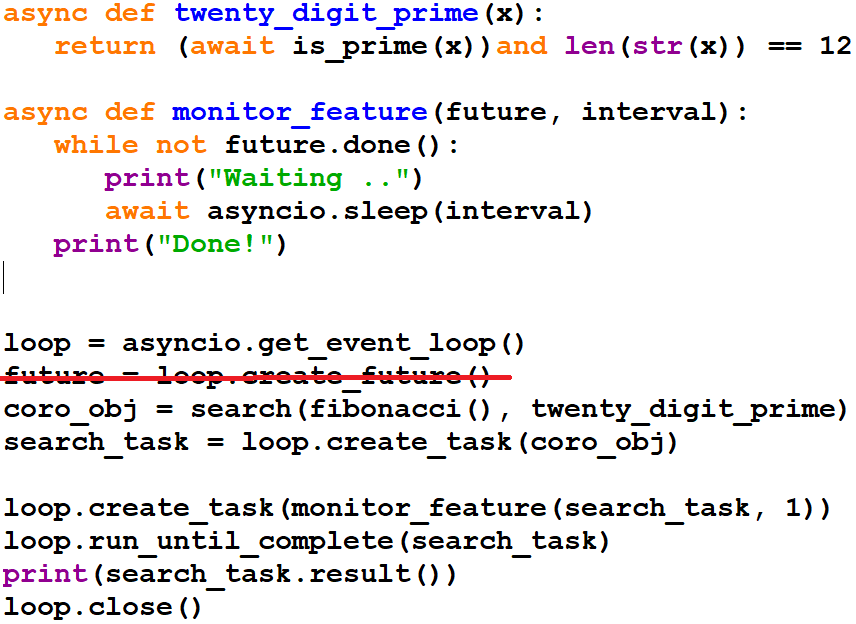 async def twenty_digit_prime(x):
   return (await is_prime(x))and len(str(x)) == 12
async def monitor_feature(future, interval):
   while not future.done():
      print("Waiting ..")
      await asyncio.sleep(interval)
   print("Done!")
loop = asyncio.get_event_loop()
future = loop.create_future()
coro_obj = search(fibonacci(), twenty_digit_prime)
search_task = loop.create_task(coro_obj)
loop.create_task(monitor_feature(search_task, 1))
loop.run_until_complete(search_task)
print(search_task.result())
loop.close()